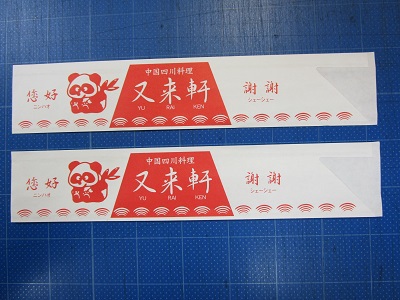 您好
ニンハオ
中国四川料理
又来軒
YU RAI KEN
謝謝
シェーシェー
您好
ニンハオ
中国四川料理
又来軒
YU RAI KEN
謝謝
シェーシェー